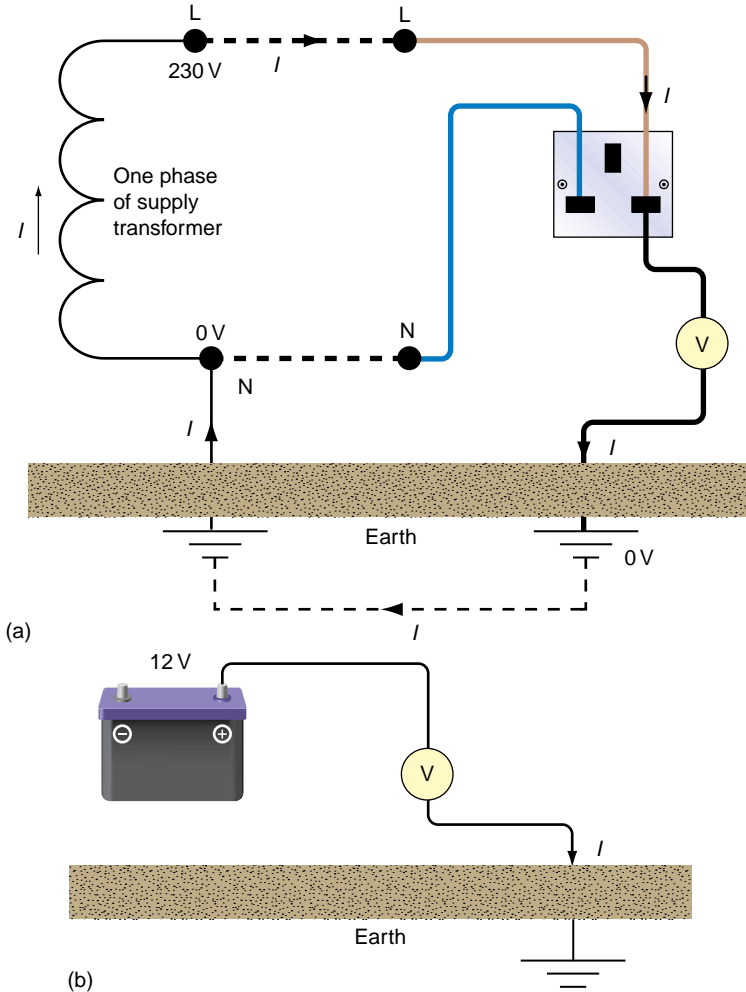 L
L
230 V
I
I
One phase
of supply
transformer
I
0 V
N
N
V
I
I
Earth
0 V
I
(a)
12 V
− +
V
I
Earth
(b)